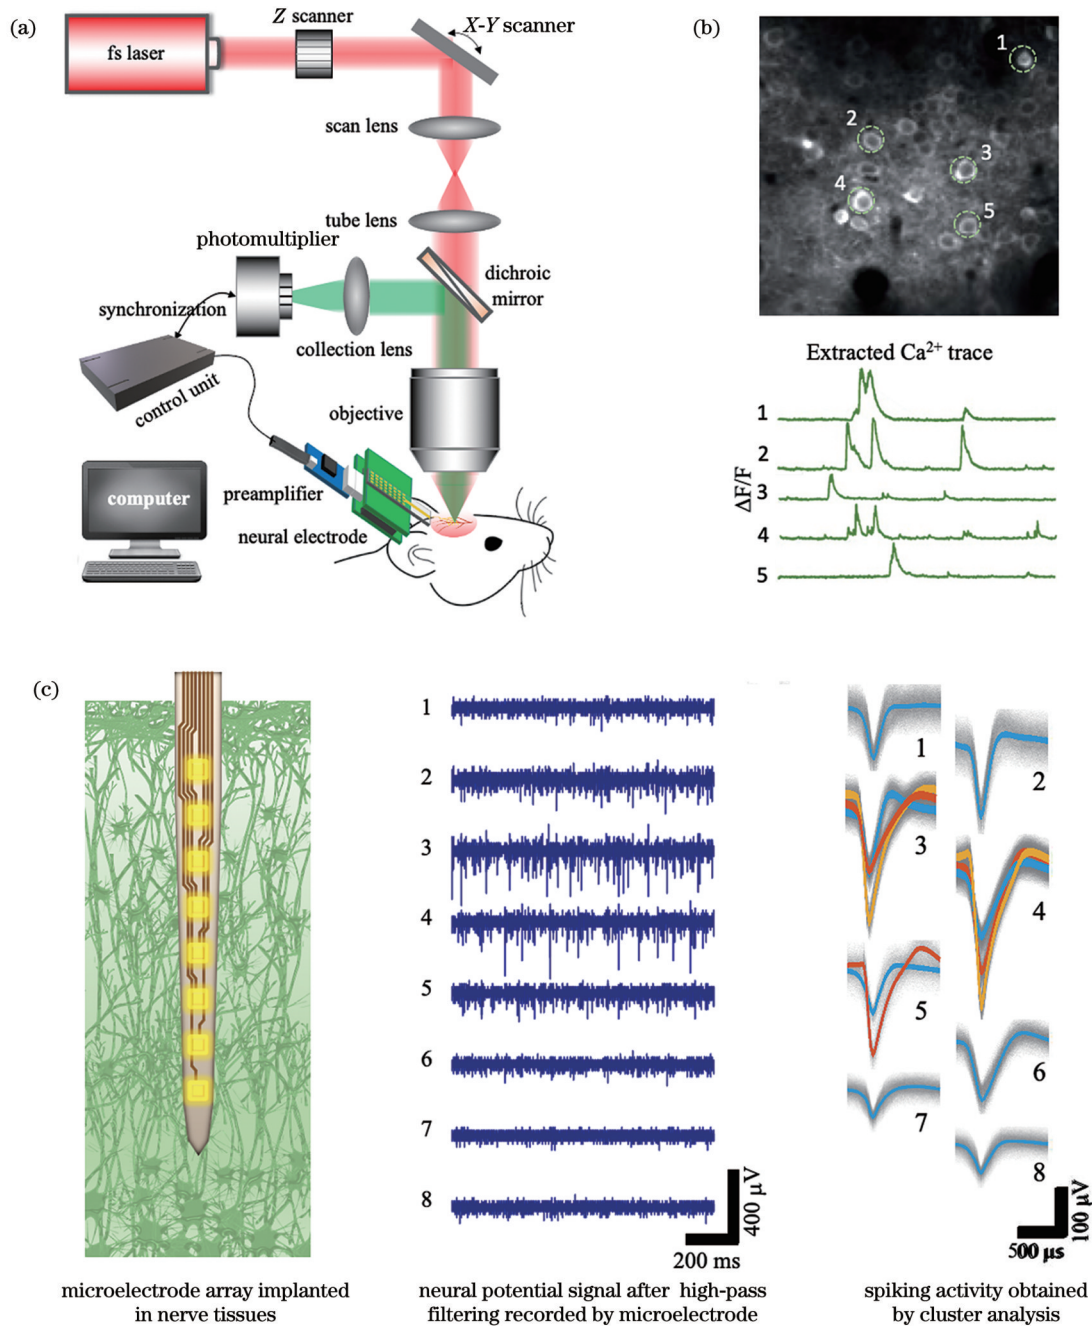 (a)
fs laser
Z scanner
X-Y scanner
scan lens
tube lens
photomultiplier
dichroic
mirror
synchronization
collection lens
control unit
objective
computer
preamplifier
neural electrode
(b)
1
2
3
4
5
Extracted Ca²⁺ trace
ΔF/F
1
2
3
4
5
(c)
microelectrode array implanted
in nerve tissues
1
2
3
4
5
6
7
8
400 μV
200 ms
neural potential signal after high-pass
filtering recorded by microelectrode
1
2
3
4
5
6
7
8
100 μV
500 μs
spiking activity obtained
by cluster analysis